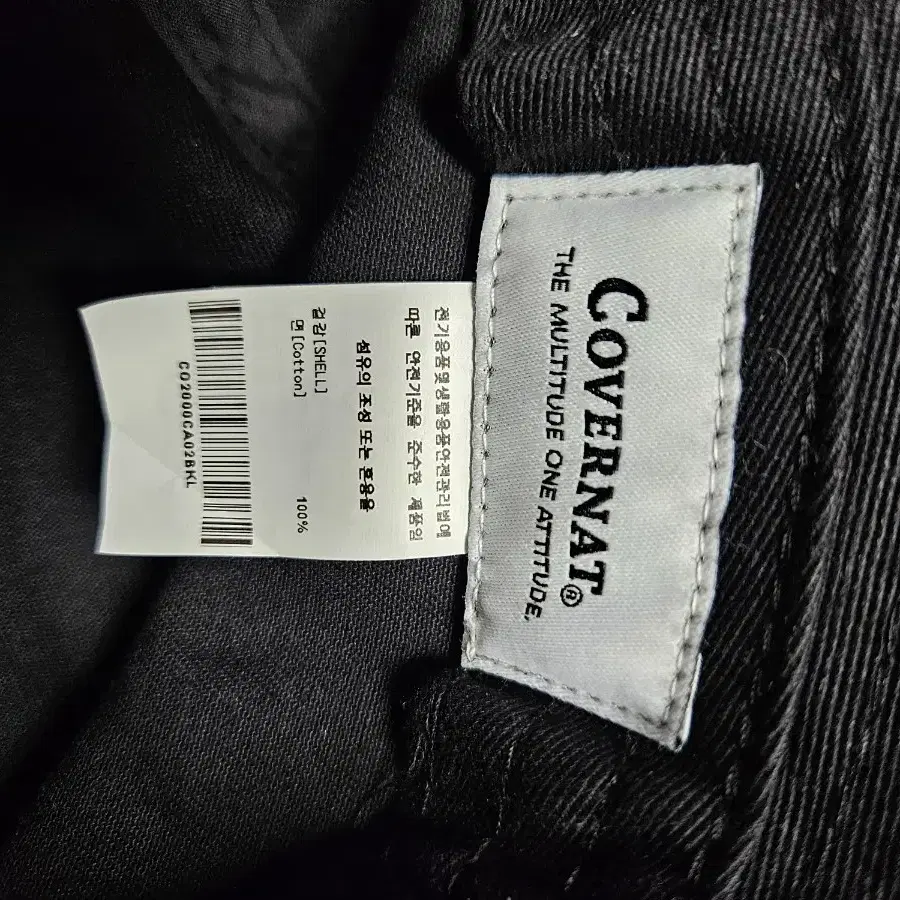 COVERNAT®
THE MULTITUDE ONE ATTITUDE.
전기용품및생활용품안전관리법에
따른 안전기준을 준수한 제품임
섬유의 조성 또는 혼용율
겉감[SHELL]
면[Cotton] 100%
CO2000CA02BKL